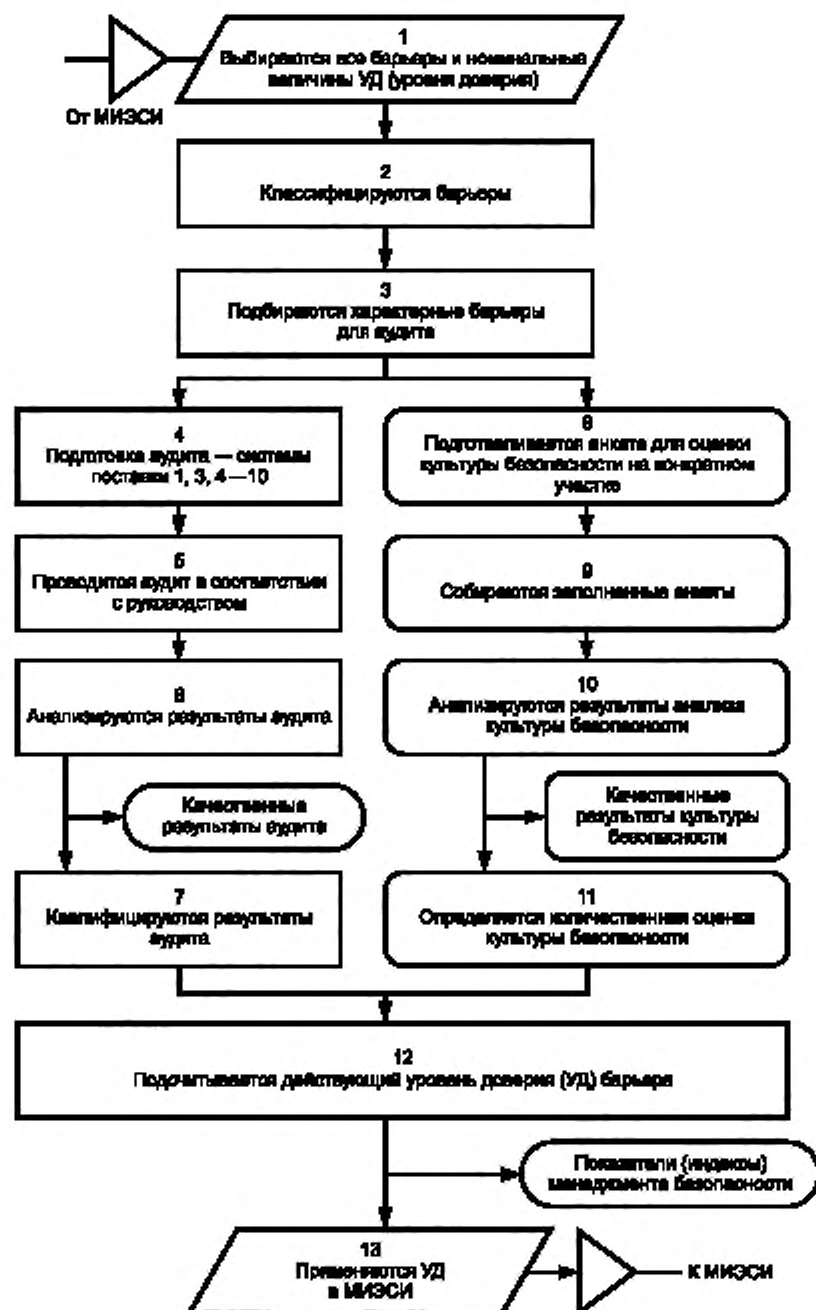 1
Выбираются все барьеры и номинальные
величины УД (уровня доверия)
От МИЭСИ
2
Классифицируются барьеры
3
Подбираются характерные барьеры
для аудита
4
Подготовка аудита — системы
поставки 1, 3, 4—10
5
Проводится аудит в соответствии
с руководством
6
Анализируются результаты аудита
Качественные
результаты аудита
7
Квалифицируются результаты
аудита
8
Подготавливается анкета для оценки
культуры безопасности на конкретном
участке
9
Собираются заполненные анкеты
10
Анализируются результаты анализа
культуры безопасности
Качественные
результаты культуры
безопасности
11
Определяется количественная оценка
культуры безопасности
12
Подсчитывается действующий уровень доверия (УД) барьера
Показатели (индексы)
менеджмента безопасности
13
Применяются УД
в МИЭСИ
К МИЭСИ